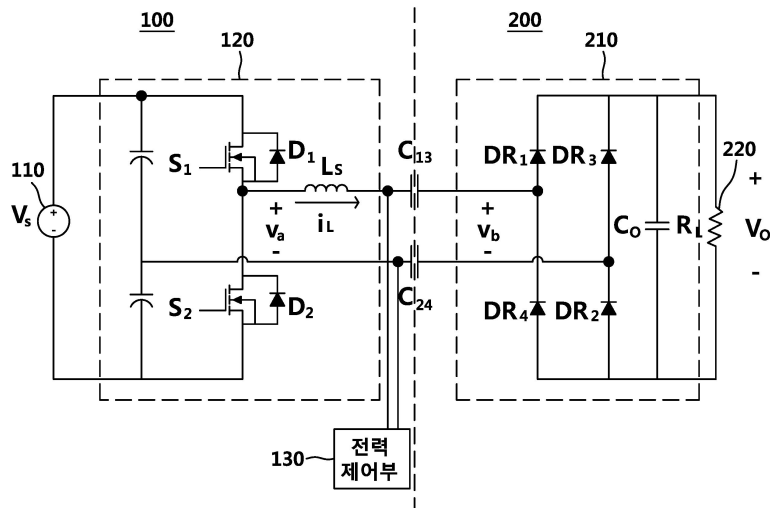 100
120
200
210
110
Vs
+
-
S1
D1
Ls
iL
+
va
-
S2
D2
C13
C24
+
vb
-
DR1
DR3
DR4
DR2
CO
RL
220
+
VO
-
130
전력
제어부